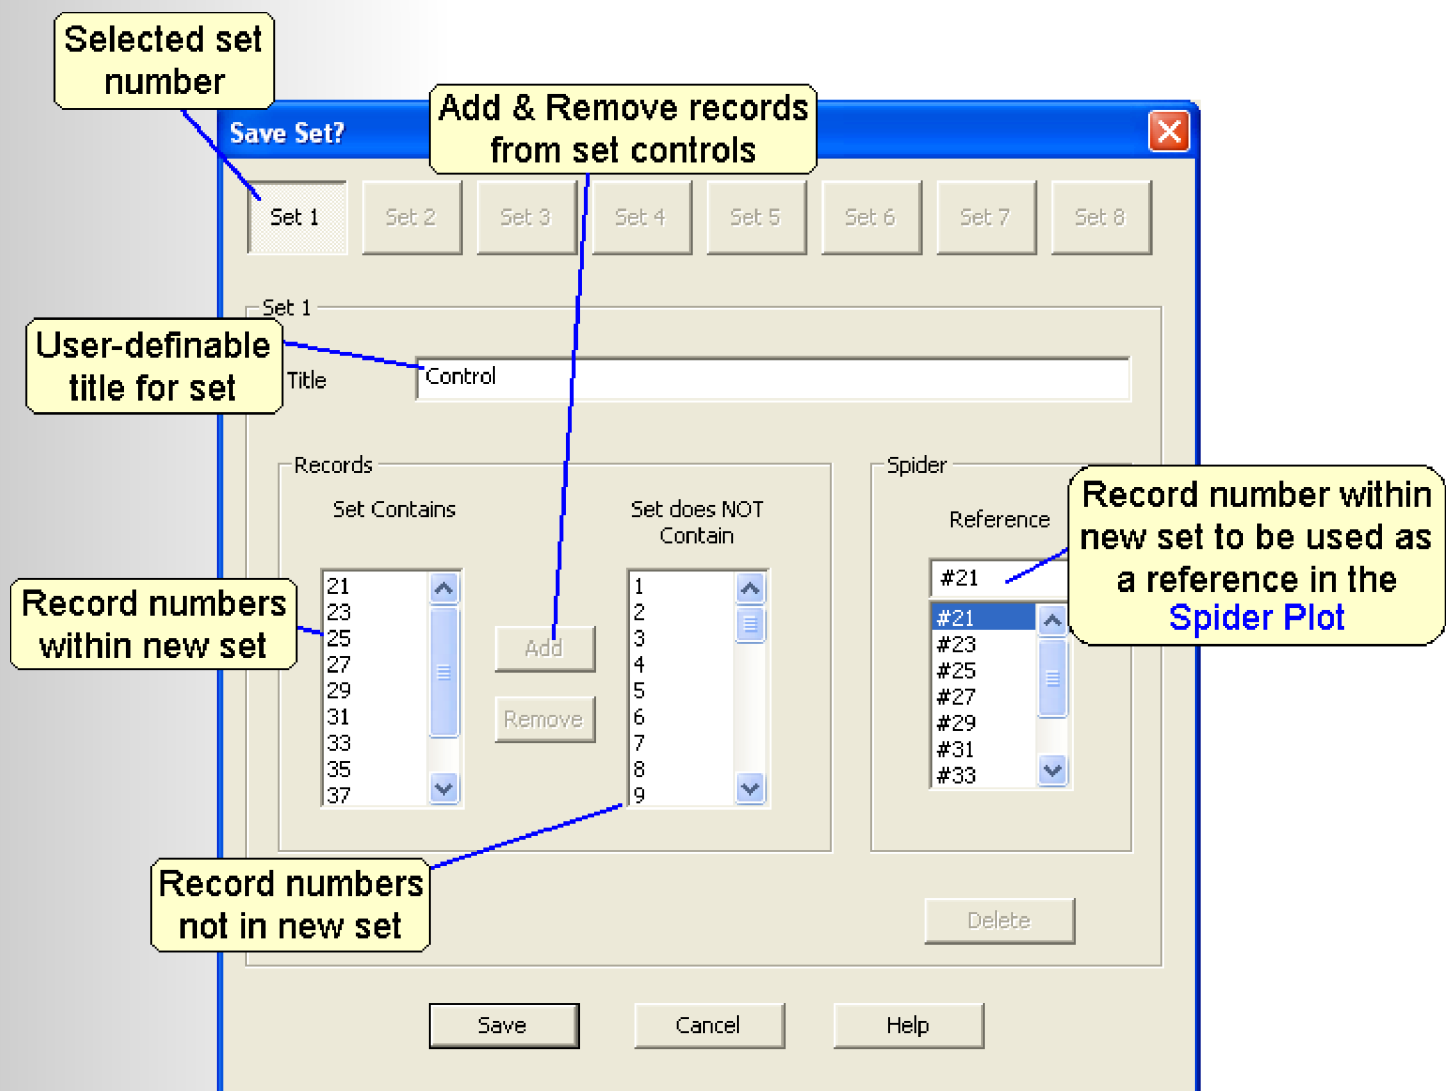 Selected set
number
Add & Remove records
from set controls
Save Set?
Set 1
Set 2
Set 3
Set 4
Set 5
Set 6
Set 7
Set 8
Set 1
User-definable
title for set
Title
Control
Records
Set Contains
Set does NOT
Contain
Spider
Reference
Record number within
new set to be used as
a reference in the
Spider Plot
Record numbers
within new set
21
23
25
27
29
31
33
35
37
Add
Remove
1
2
3
4
5
6
7
8
9
#21
#21
#23
#25
#27
#29
#31
#33
Record numbers
not in new set
Delete
Save
Cancel
Help